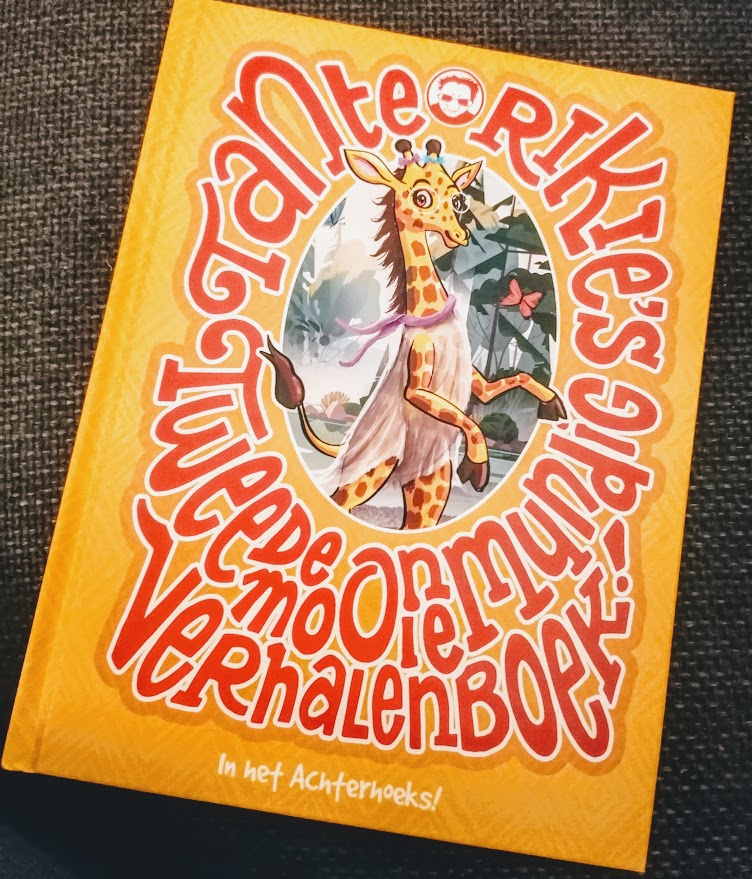 Tante Rikie's
Tweede
Onmundig
mooie
Verhalenboek!
In het Achterhoeks!